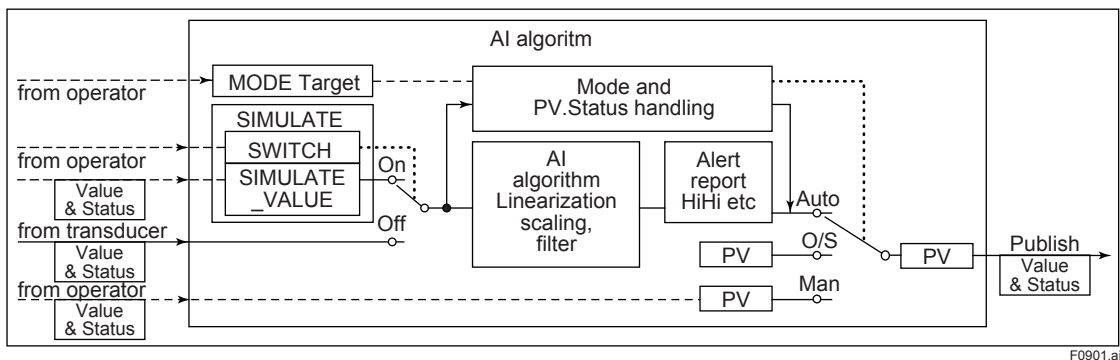 AI algoritm
from operator
MODE Target
Mode and
PV.Status handling
SIMULATE
from operator
SWITCH
SIMULATE
_VALUE
Value
& Status
On
Off
AI
algorithm
Linearization
scaling,
filter
Alert
report
HiHi etc
Auto
from transducer
Value
& Status
PV
O/S
PV
Publish
Value
& Status
from operator
Value
& Status
PV
Man
F0901.ai